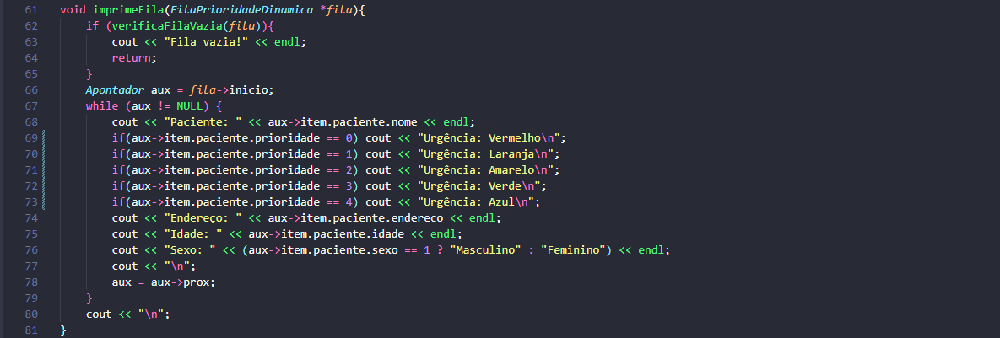 61 void imprimeFila(FilaPrioridadeDinamica *fila){
62     if (verificaFilaVazia(fila)){
63         cout << "Fila vazia!" << endl;
64         return;
65     }
66     Apontador aux = fila->inicio;
67     while (aux != NULL) {
68         cout << "Paciente: " << aux->item.paciente.nome << endl;
69         if(aux->item.paciente.prioridade == 0) cout << "Urgência: Vermelho\n";
70         if(aux->item.paciente.prioridade == 1) cout << "Urgência: Laranja\n";
71         if(aux->item.paciente.prioridade == 2) cout << "Urgência: Amarelo\n";
72         if(aux->item.paciente.prioridade == 3) cout << "Urgência: Verde\n";
73         if(aux->item.paciente.prioridade == 4) cout << "Urgência: Azul\n";
74         cout << "Endereço: " << aux->item.paciente.endereco << endl;
75         cout << "Idade: " << aux->item.paciente.idade << endl;
76         cout << "Sexo: " << (aux->item.paciente.sexo == 1 ? "Masculino" : "Feminino") << endl;
77         cout << "\n";
78         aux = aux->prox;
79     }
80     cout << "\n";
81 }